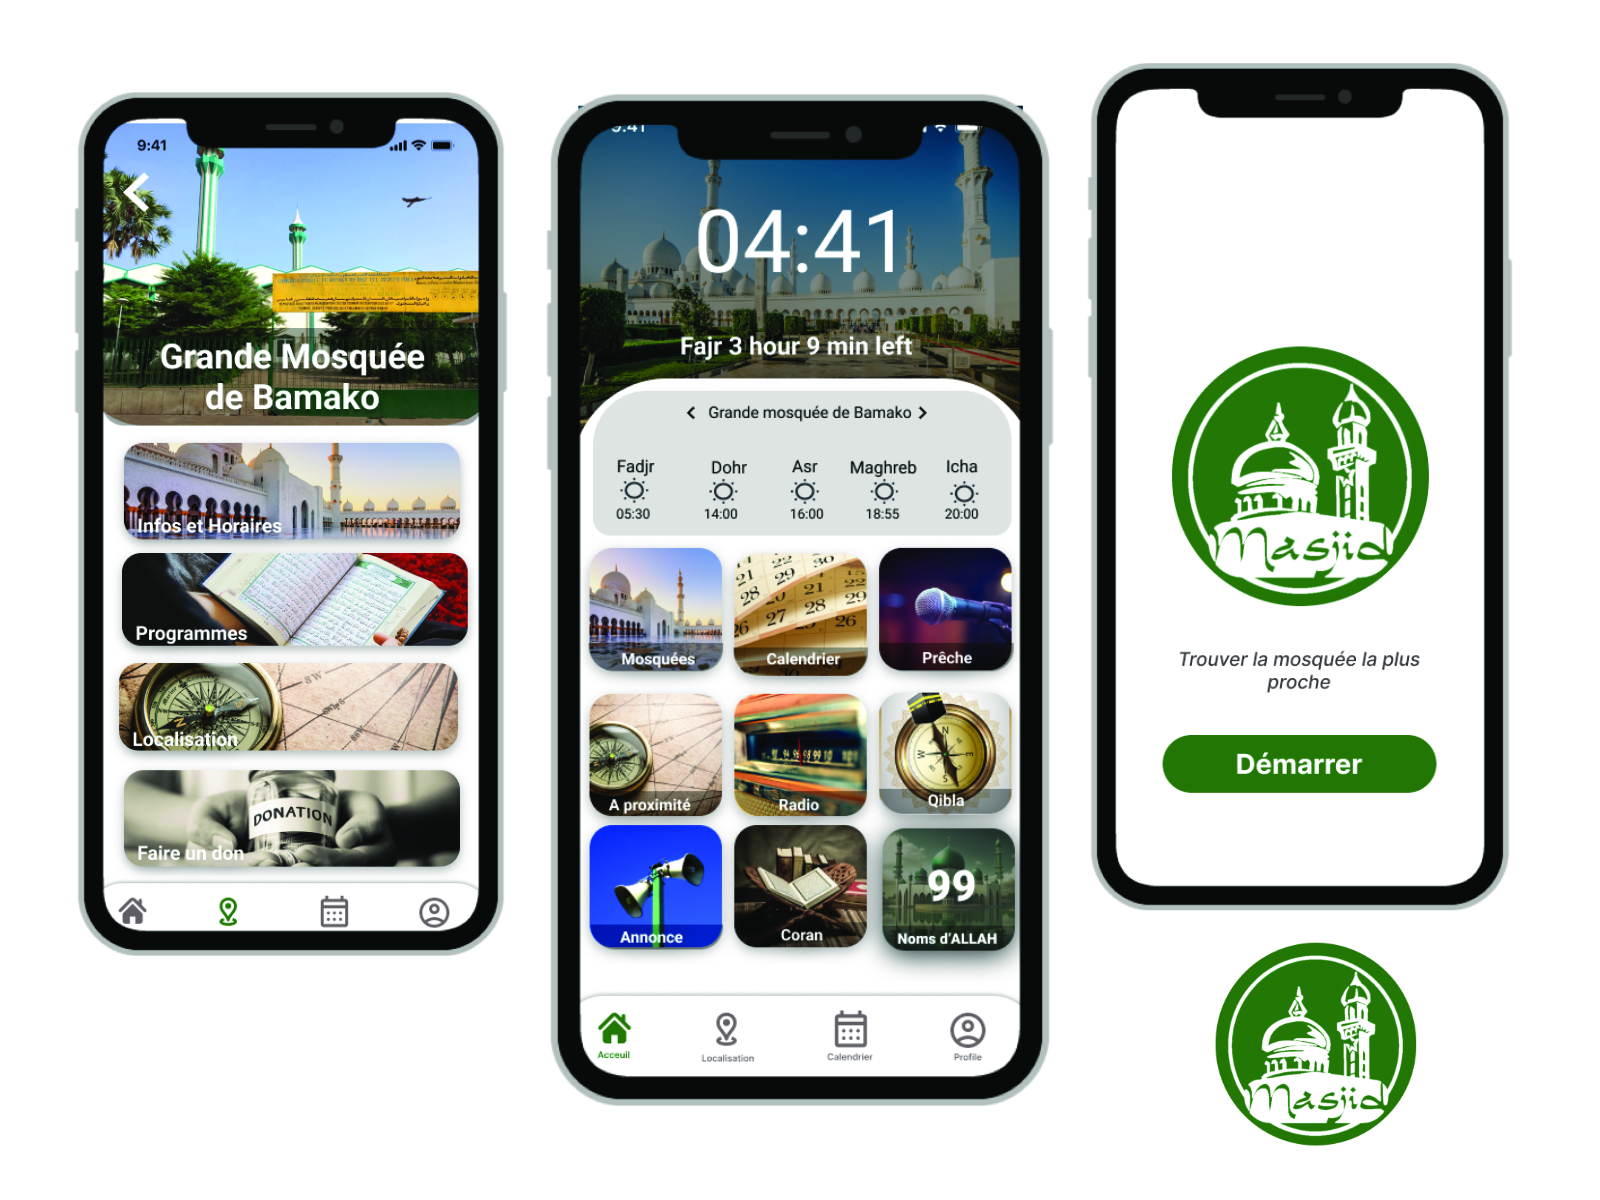 9:41
Grande Mosquée
de Bamako
Infos et Horaires
Programmes
Localisation
DONATION
Faire un don
9:41
04:41
Fajr 3 hour 9 min left
Grande mosquée de Bamako
Fadjr Dohr Asr Maghreb Icha
05:30 14:00 16:00 18:55 20:00
Mosquées
Calendrier
Prêche
A proximité
Radio
Qibla
Annonce
Coran
99
Noms d'ALLAH
Acceuil
Localisation
Calendrier
Profile
Masjid
Trouver la mosquée la plus
proche
Démarrer
Masjid